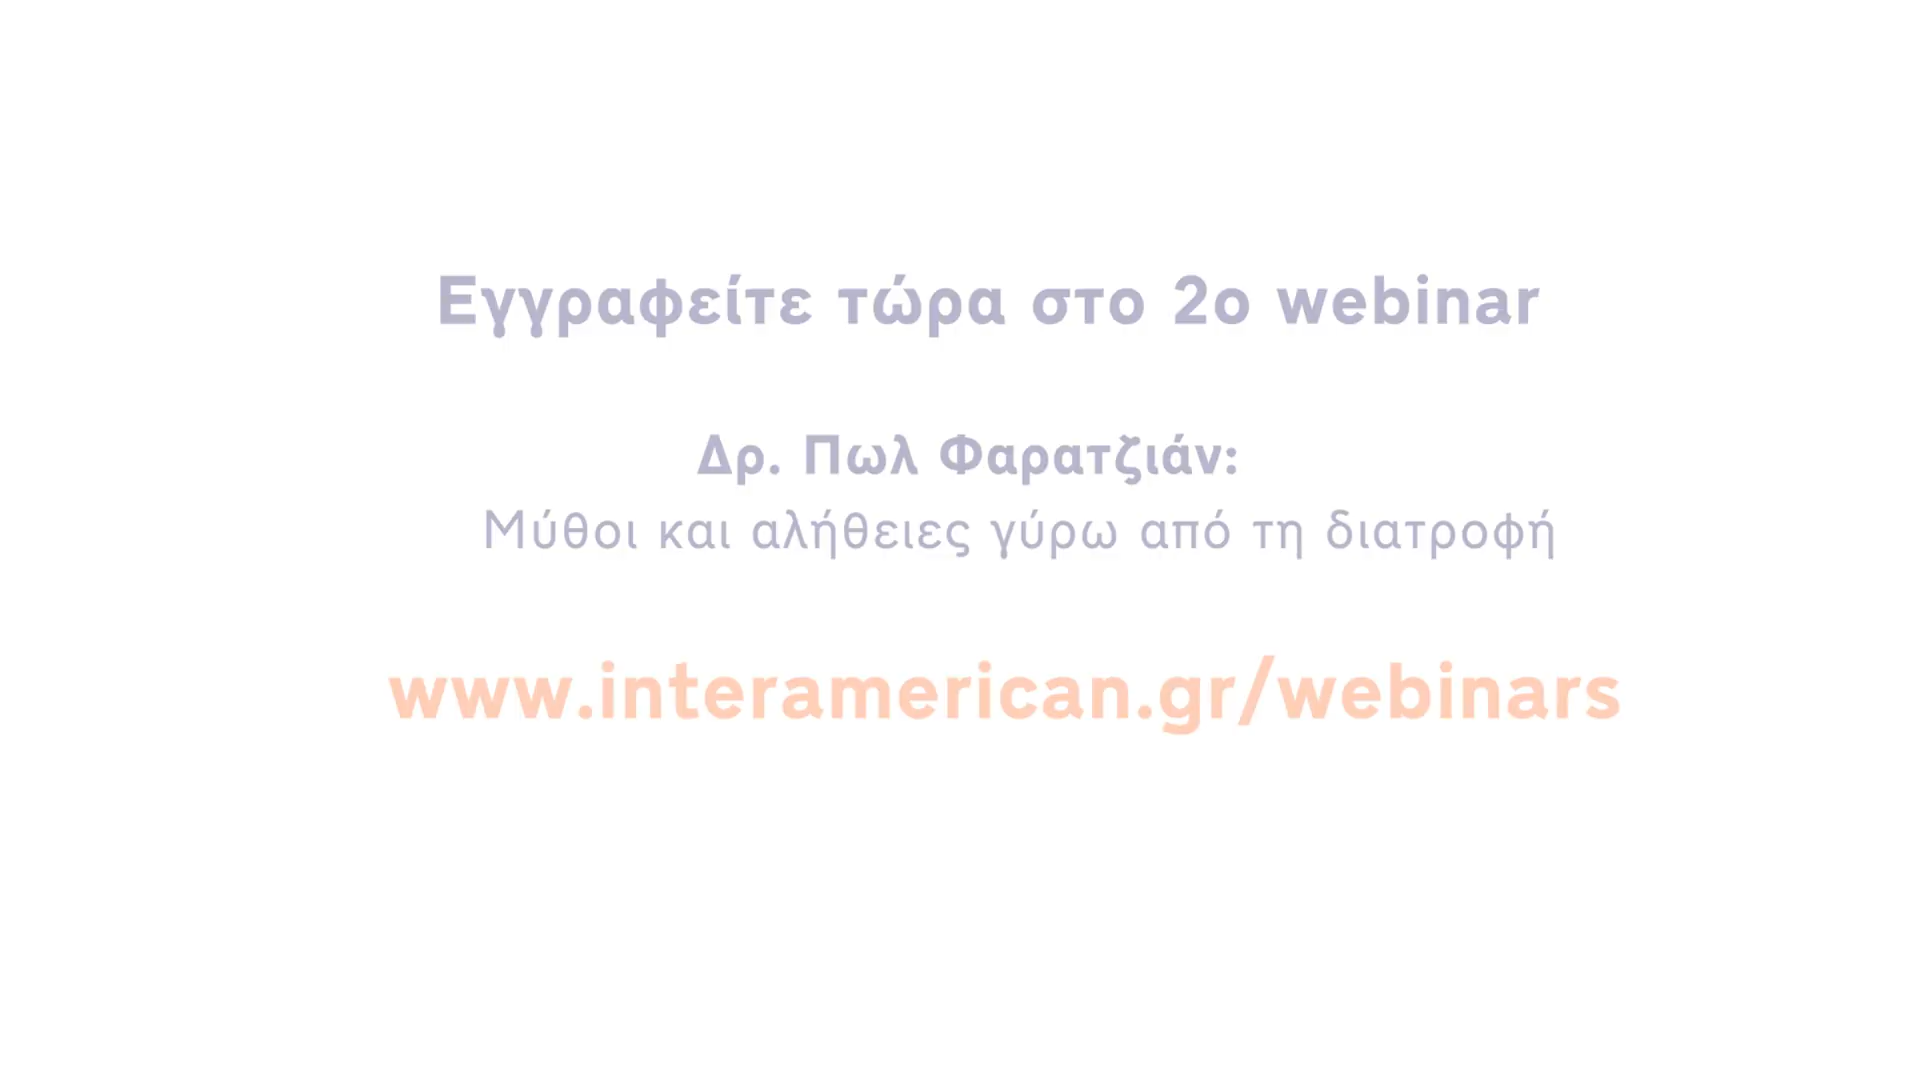 Εγγραφείτε τώρα στο 2ο webinar
Δρ. Πωλ Φαρατζιάν:
Μύθοι και αλήθειες γύρω από τη διατροφή
www.interamerican.gr/webinars